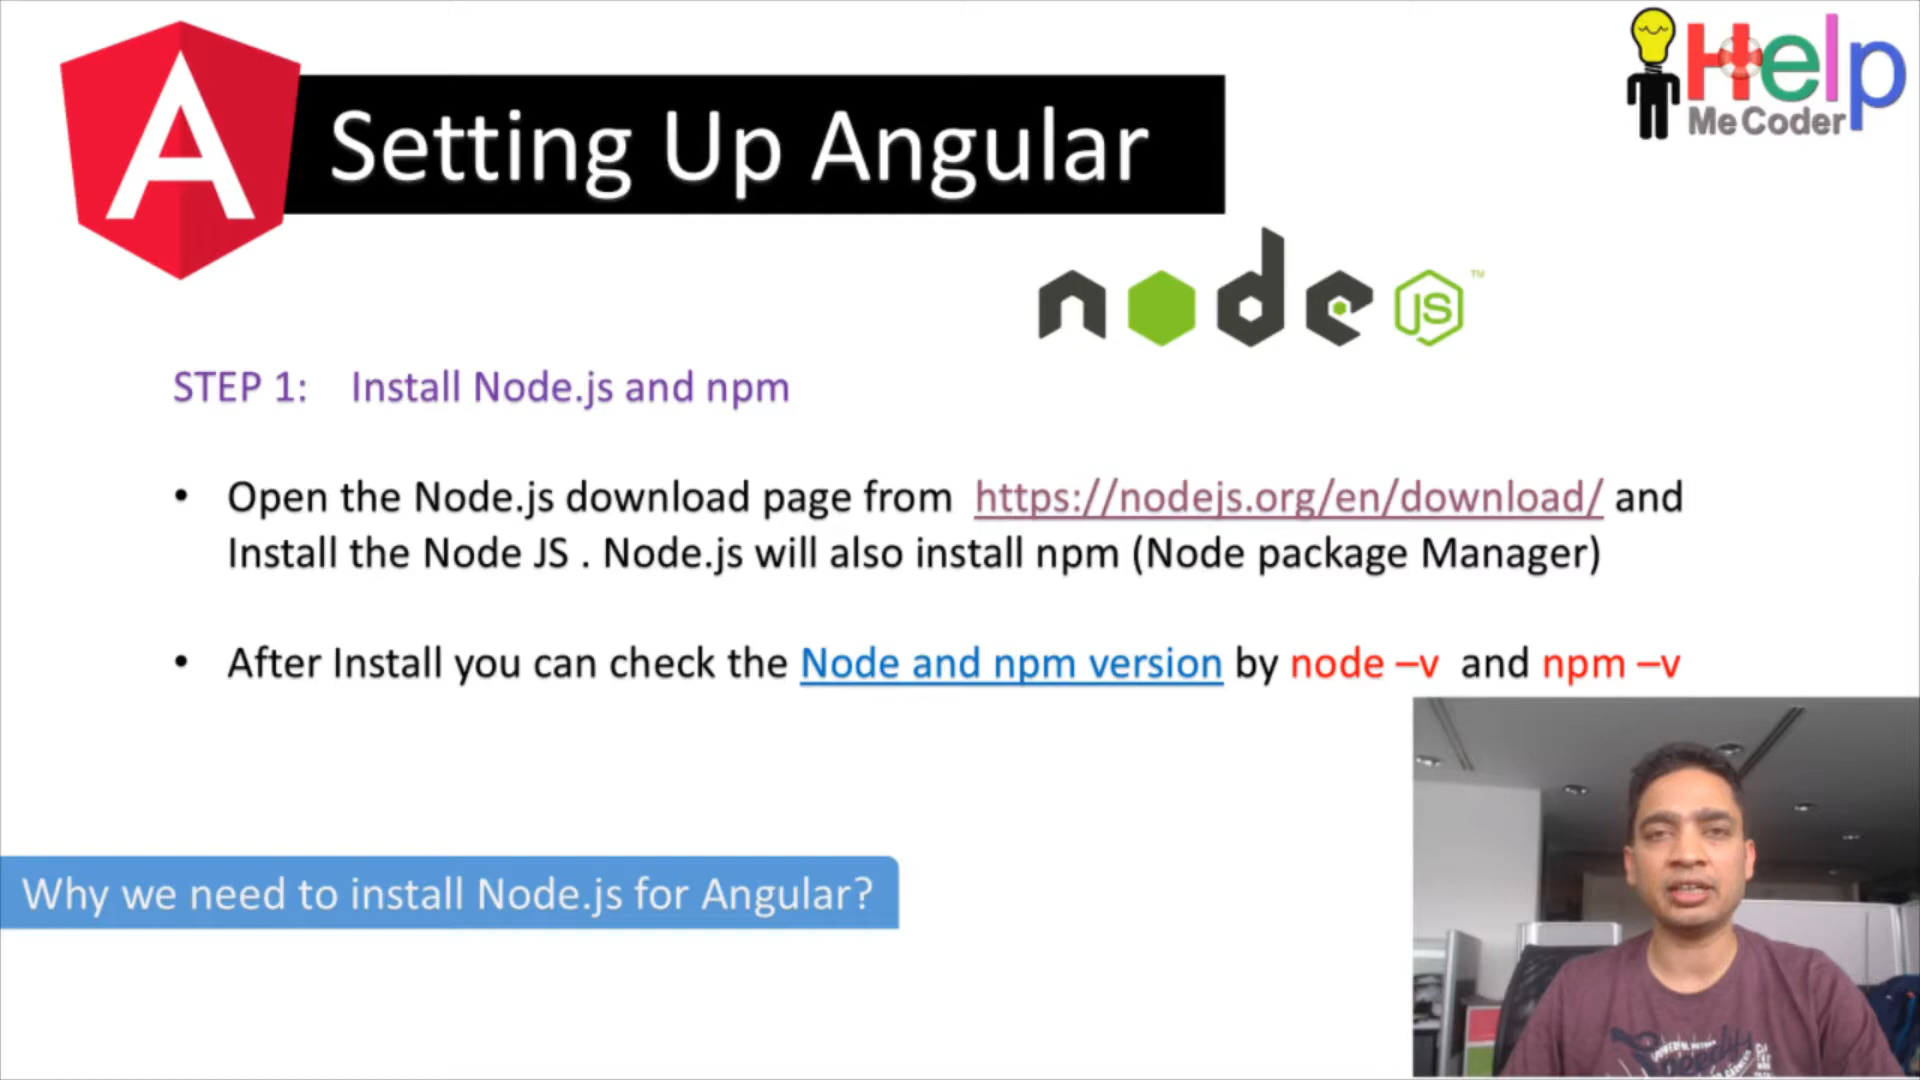 Help
Me Coder
Setting Up Angular
node JS ™
STEP 1: Install Node.js and npm
• Open the Node.js download page from https://nodejs.org/en/download/ and
Install the Node JS . Node.js will also install npm (Node package Manager)
• After Install you can check the Node and npm version by node –v and npm –v
Why we need to install Node.js for Angular?